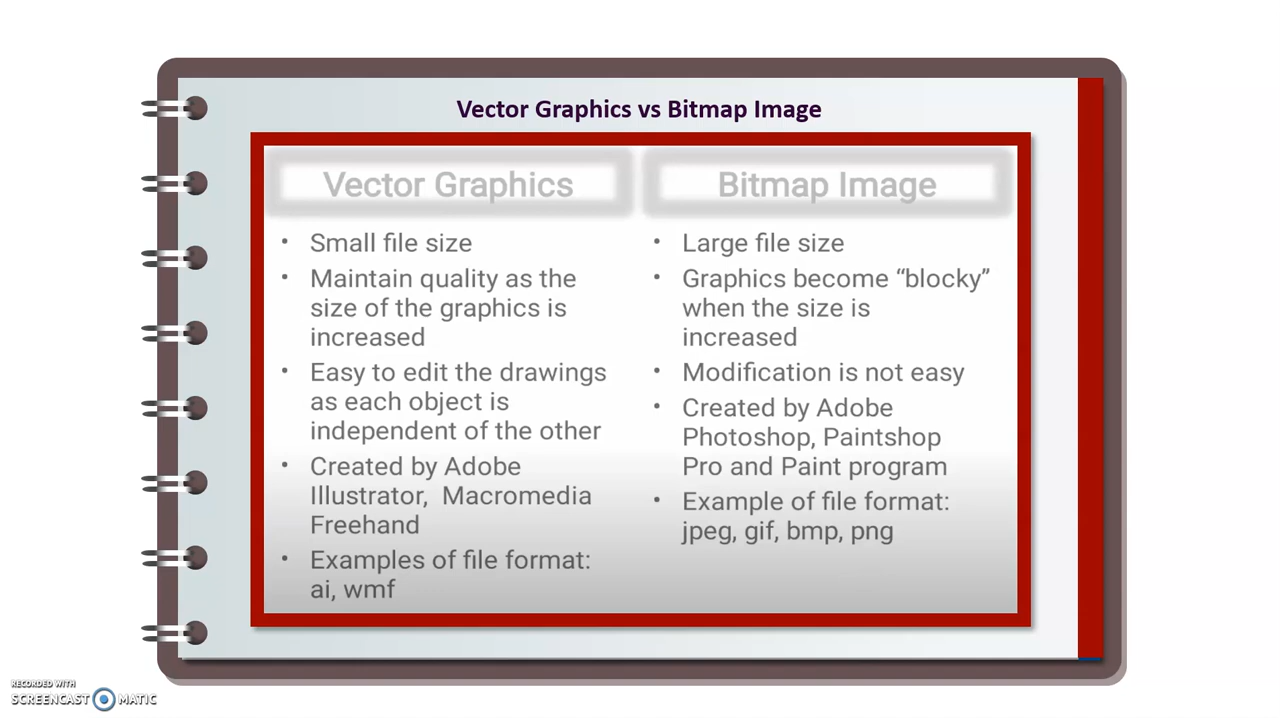 Vector Graphics vs Bitmap Image
Vector Graphics
• Small file size
• Maintain quality as the
size of the graphics is
increased
• Easy to edit the drawings
as each object is
independent of the other
• Created by Adobe
Illustrator, Macromedia
Freehand
• Examples of file format:
ai, wmf
Bitmap Image
• Large file size
• Graphics become “blocky”
when the size is
increased
• Modification is not easy
• Created by Adobe
Photoshop, Paintshop
Pro and Paint program
• Example of file format:
jpeg, gif, bmp, png
RECORDED WITH
SCREENCAST MATIC